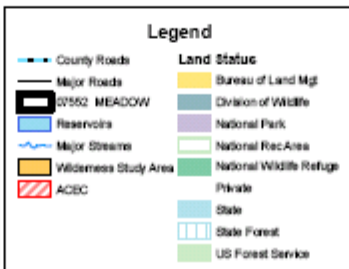 Legend
County Roads
Major Roads
07552 MEADOW
Reservoirs
Major Streams
Wilderness Study Area
ACEC
Land Status
Bureau of Land Mgt
Division of Wildlife
National Park
National Rec Area
National Wildlife Refuge
Private
State
State Forest
US Forest Service